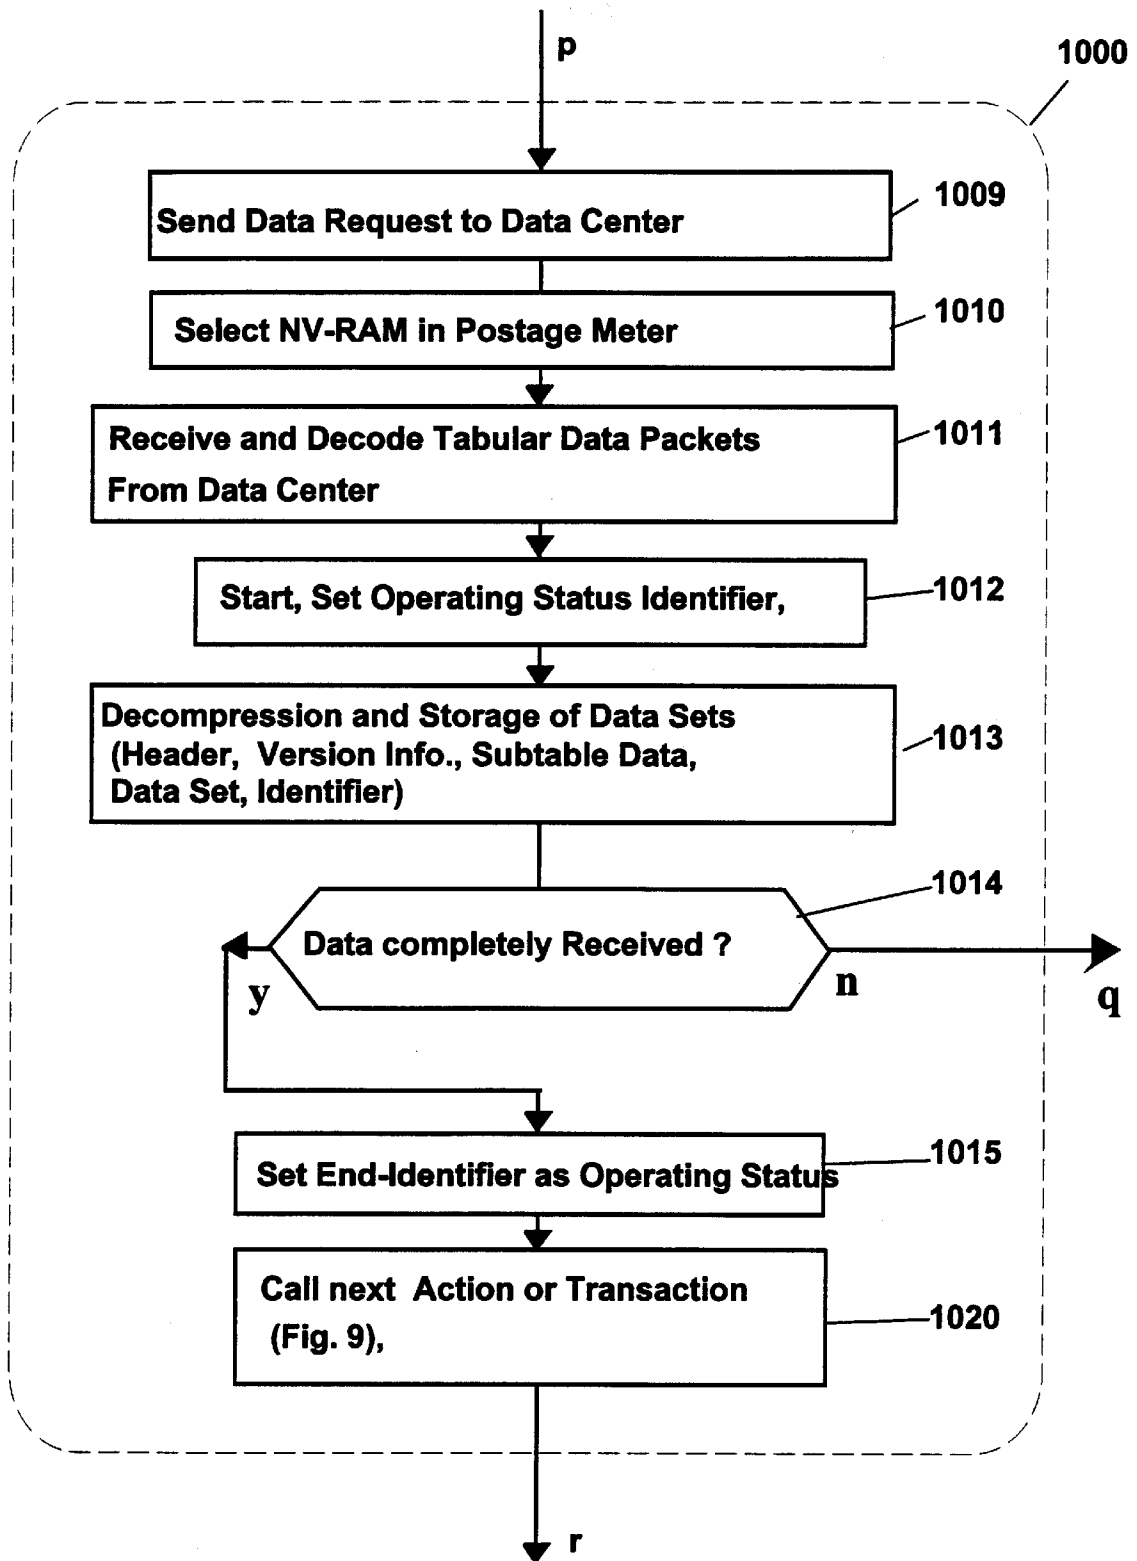 p
1000
Send Data Request to Data Center
1009
Select NV-RAM in Postage Meter
1010
Receive and Decode Tabular Data Packets
From Data Center
1011
Start, Set Operating Status Identifier,
1012
Decompression and Storage of Data Sets
(Header, Version Info., Subtable Data,
Data Set, Identifier)
1013
1014
Data completely Received ?
y
n
q
Set End-Identifier as Operating Status
1015
Call next Action or Transaction
(Fig. 9),
1020
r